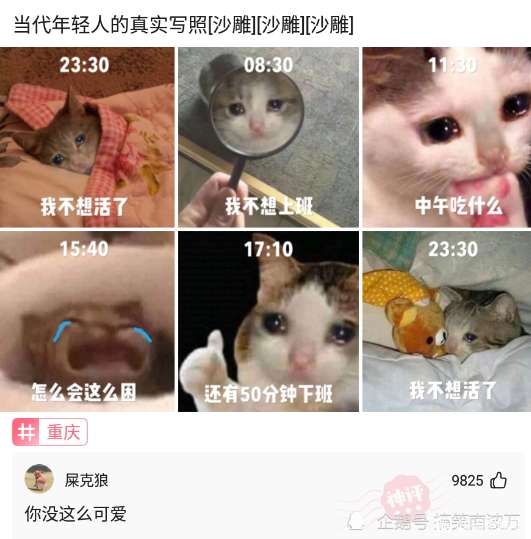 当代年轻人的真实写照[沙雕][沙雕][沙雕]
23:30
我不想活了
08:30
我不想上班
11:30
中午吃什么
15:40
怎么会这么困
17:10
还有50分钟下班
23:30
我不想活了
重庆
屎克狼
9825
神评
你没这么可爱
企鹅号 搞笑南波万